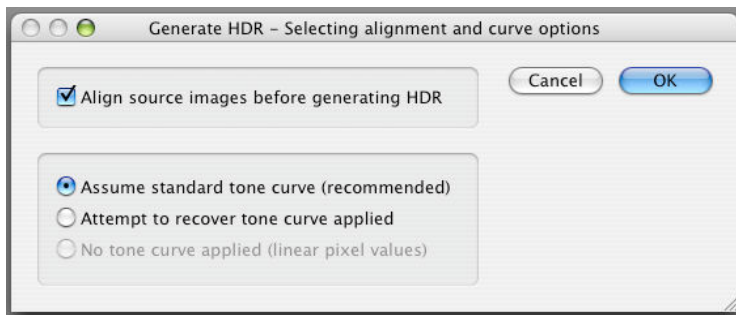 Generate HDR – Selecting alignment and curve options
Align source images before generating HDR
Cancel
OK
Assume standard tone curve (recommended)
Attempt to recover tone curve applied
No tone curve applied (linear pixel values)